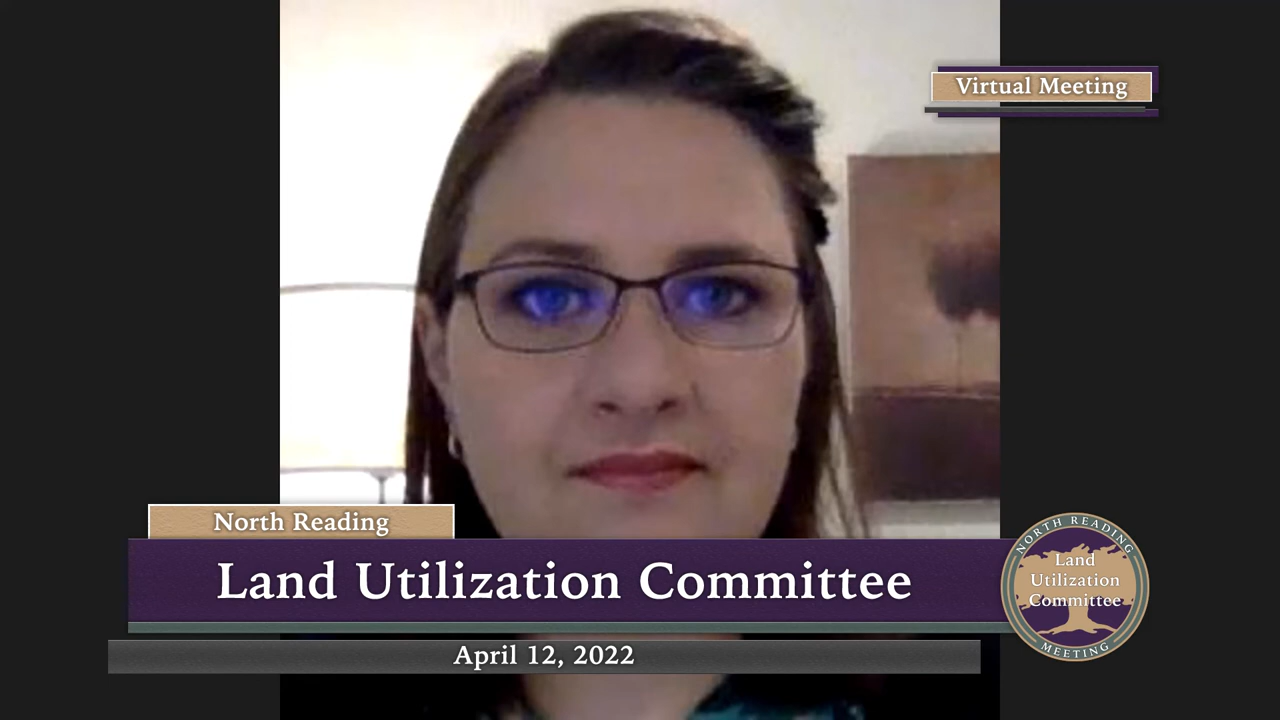 Virtual Meeting
North Reading
Land Utilization Committee
April 12, 2022
NORTH READING
Land
Utilization
Committee
MEETING